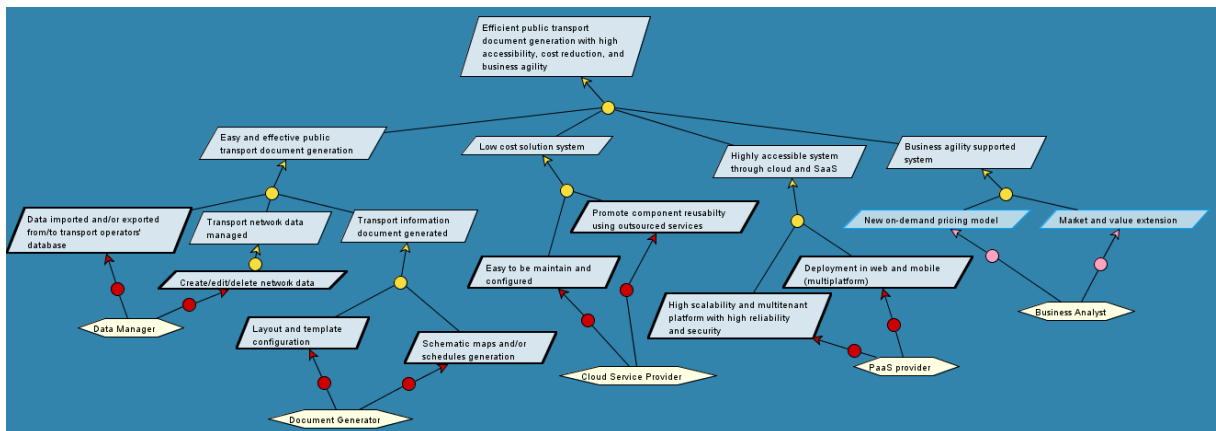 Efficient public transport
document generation with high
accessibility, cost reduction, and
business agility
Easy and effective public
transport document generation
Low cost solution system
Highly accessible system
through cloud and SaaS
Business agility supported
system
Data imported and/or exported
from/to transport operators'
database
Transport network data
managed
Transport information
document generated
Promote component reusabilty
using outsourced services
New on-demand pricing model
Market and value extension
Create/edit/delete network data
Easy to be maintain and
configured
Deployment in web and mobile
(multiplatform)
High scalability and multitenant
platform with high reliability
and security
Data Manager
Layout and template
configuration
Schematic maps and/or
schedules generation
Business Analyst
Cloud Service Provider
PaaS provider
Document Generator